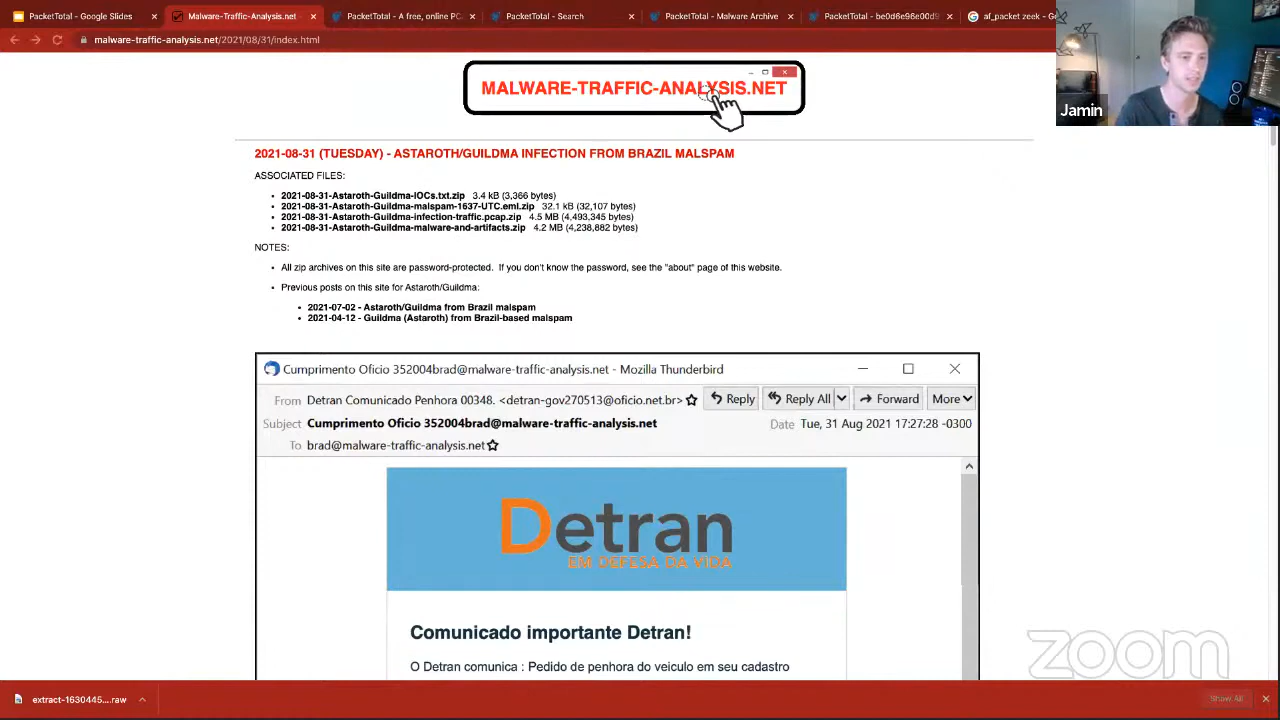 PacketTotal - Google Slides
Malware-Traffic-Analysis.net -
PacketTotal - A free, online PC
PacketTotal - Search
PacketTotal - Malware Archive
PacketTotal - be0d6e96e00d9
af_packet zeek - G
malware-traffic-analysis.net/2021/08/31/index.html
Jamin
MALWARE-TRAFFIC-ANALYSIS.NET
2021-08-31 (TUESDAY) - ASTAROTH/GUILDMA INFECTION FROM BRAZIL MALSPAM
ASSOCIATED FILES:
• 2021-08-31-Astaroth-Guildma-IOCs.txt.zip 3.4 kB (3,366 bytes)
• 2021-08-31-Astaroth-Guildma-malspam-1637-UTC.eml.zip 32.1 kB (32,107 bytes)
• 2021-08-31-Astaroth-Guildma-infection-traffic.pcap.zip 4.5 MB (4,493,345 bytes)
• 2021-08-31-Astaroth-Guildma-malware-and-artifacts.zip 4.2 MB (4,238,882 bytes)
NOTES:
• All zip archives on this site are password-protected. If you don't know the password, see the "about" page of this website.
• Previous posts on this site for Astaroth/Guildma:
• 2021-07-02 - Astaroth/Guildma from Brazil malspam
• 2021-04-12 - Guildma (Astaroth) from Brazil-based malspam
Cumprimento Oficio 352004brad@malware-traffic-analysis.net - Mozilla Thunderbird
From Detran Comunicado Penhora 00348. <detran-gov270513@oficio.net.br> Reply Reply All Forward More
Subject Cumprimento Oficio 352004brad@malware-traffic-analysis.net Date Tue, 31 Aug 2021 17:27:28 -0300
To brad@malware-traffic-analysis.net
Detran
EM DEFESA DA VIDA
Comunicado importante Detran!
O Detran comunica : Pedido de penhora do veiculo em seu cadastro
zoom
extract-1630445....raw
Show All